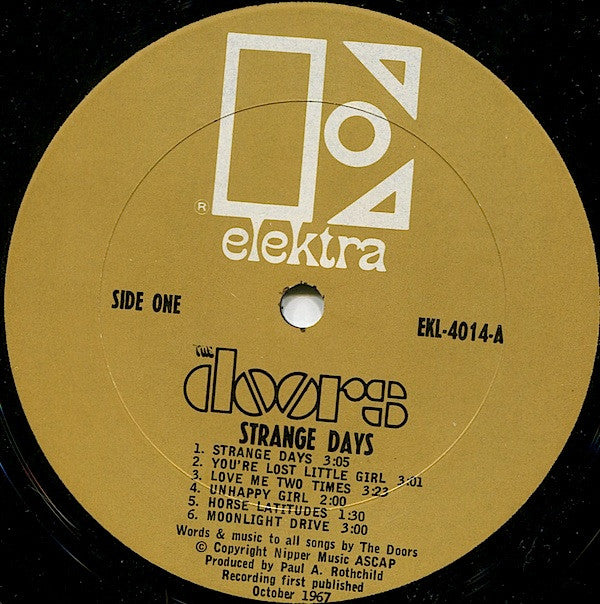 ®
elektra
SIDE ONE
EKL-4014-A
THE
doors
STRANGE DAYS
1. STRANGE DAYS 3:05
2. YOU'RE LOST LITTLE GIRL 3:01
3. LOVE ME TWO TIMES 3:23
4. UNHAPPY GIRL 2:00
5. HORSE LATITUDES 1:30
6. MOONLIGHT DRIVE 3:00
Words & music to all songs by The Doors
© Copyright Nipper Music ASCAP
Produced by Paul A. Rothchild
Recording first published
October 1967